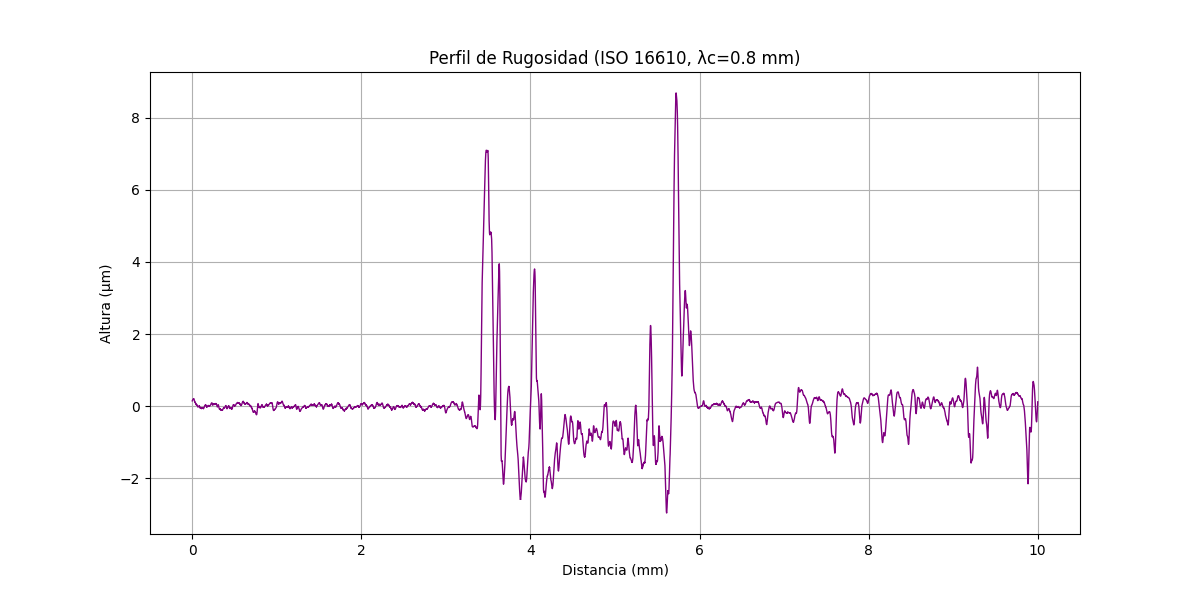 Perfil de Rugosidad (ISO 16610, λc=0.8 mm)
Altura (μm)
8
6
4
2
0
−2
0 2 4 6 8 10
Distancia (mm)